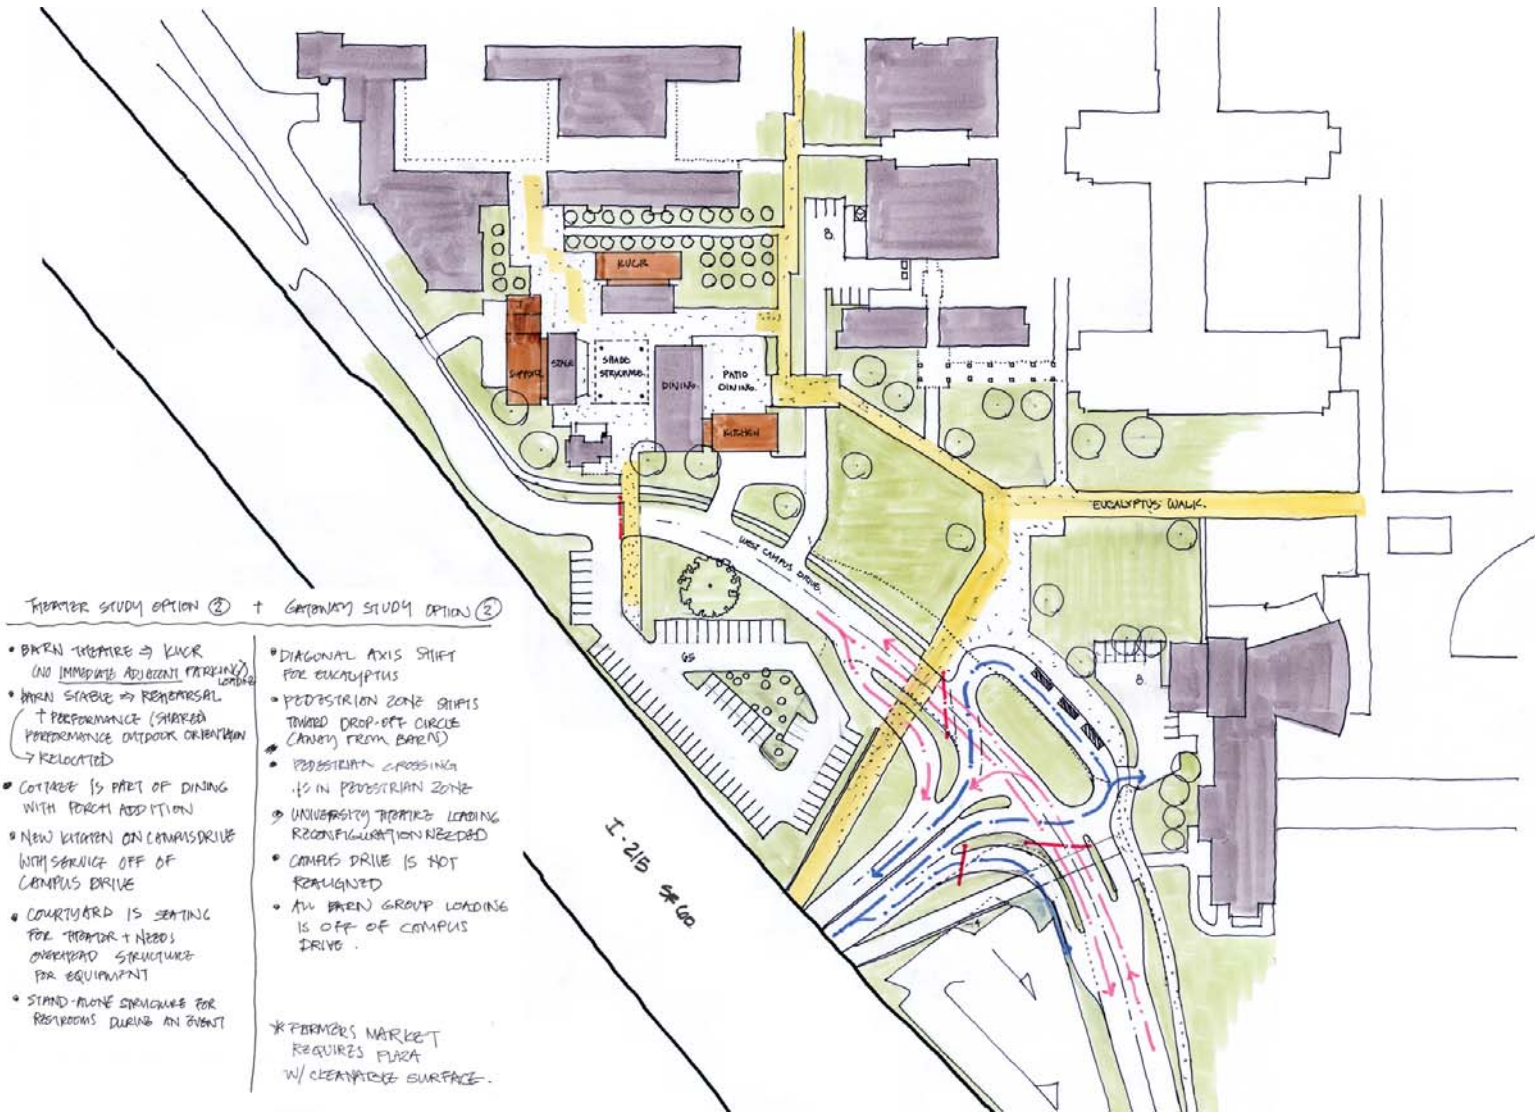 KUCR
SUPPORT
STAGE
SHADE
STRUCTURE.
DINING.
PATIO
DINING.
KITCHEN
8.
EUCALYPTUS WALK.
WEST CAMPUS DRIVE.
65
8.
I-215 SR 60
THEATER STUDY OPTION ② + GATEWAY STUDY OPTION ②
• BARN THEATRE ⇒ KUCR
(NO IMMEDIATE ADJACENT PARKING/
LOADING
• BARN STABLE ⇒ REHEARSAL
+ PERFORMANCE (SHARED
PERFORMANCE OUTDOOR ORIENTATION
→ RELOCATED
• COTTAGE IS PART OF DINING
WITH PORCH ADDITION
• NEW KITCHEN ON CAMPUS DRIVE
WITH SERVICE OFF OF
CAMPUS DRIVE
• COURTYARD IS SEATING
FOR THEATER + NEEDS
OVERHEAD STRUCTURE
FOR EQUIPMENT
• STAND-ALONE STRUCTURE FOR
RESTROOMS DURING AN EVENT
• DIAGONAL AXIS SHIFT
FOR EUCALYPTUS
• PEDESTRIAN ZONE SHIFTS
TOWARD DROP-OFF CIRCLE
(AWAY FROM BARN)
• PEDESTRIAN CROSSING
IS IN PEDESTRIAN ZONE
• UNIVERSITY THEATRE LOADING
RECONFIGURATION NEEDED
• CAMPUS DRIVE IS NOT
REALIGNED
• ALL BARN GROUP LOADING
IS OFF OF CAMPUS
DRIVE.
* FARMERS MARKET
REQUIRES PLAZA
W/ CLEANABLE SURFACE.